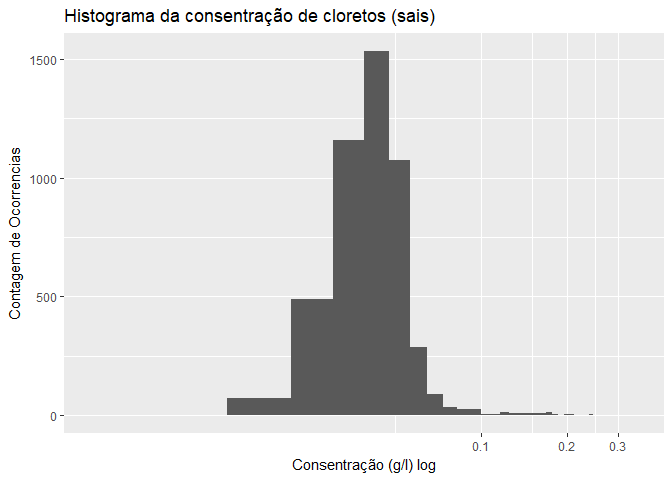 Histograma da consentração de cloretos (sais)
1500
1000
500
0
Contagem de Ocorrencias
0.1 0.2 0.3
Consentração (g/l) log